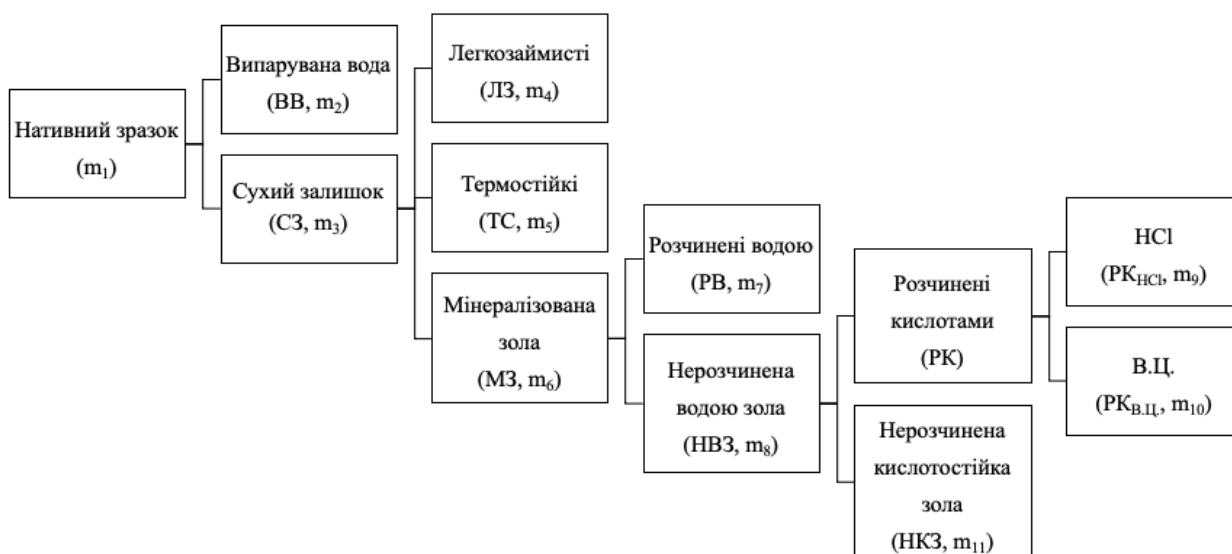 Нативний зразок
(m₁)
Випарувана вода
(ВВ, m₂)
Сухий залишок
(СЗ, m₃)
Легкозаймисті
(ЛЗ, m₄)
Термостійкі
(ТС, m₅)
Мінералізована
зола
(МЗ, m₆)
Розчинені водою
(РВ, m₇)
Нерозчинена
водою зола
(НВЗ, m₈)
Розчинені
кислотами
(РК)
Нерозчинена
кислотостійка
зола
(НКЗ, m₁₁)
HCl
(РК_HCl, m₉)
В.Ц.
(РК_В.Ц., m₁₀)